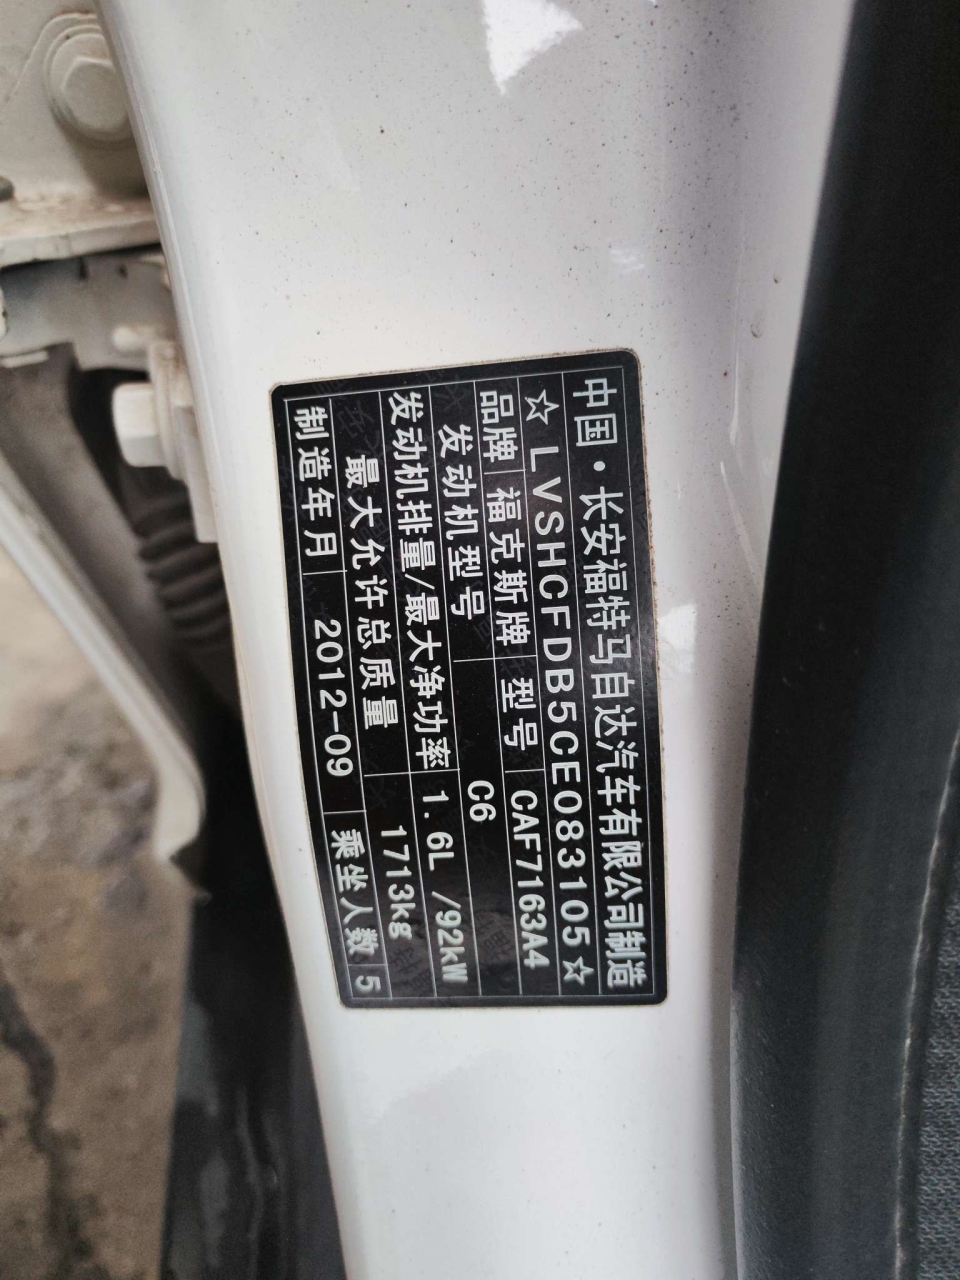 中国·长安福特马自达汽车有限公司制造
☆LVSHCFDB5CE083105☆
品牌 福克斯牌 型号 CAF7163A4
发动机型号 C6
发动机排量/最大净功率 1.6L /92kW
最大允许总质量 1713kg
制造年月 2012-09 乘坐人数 5